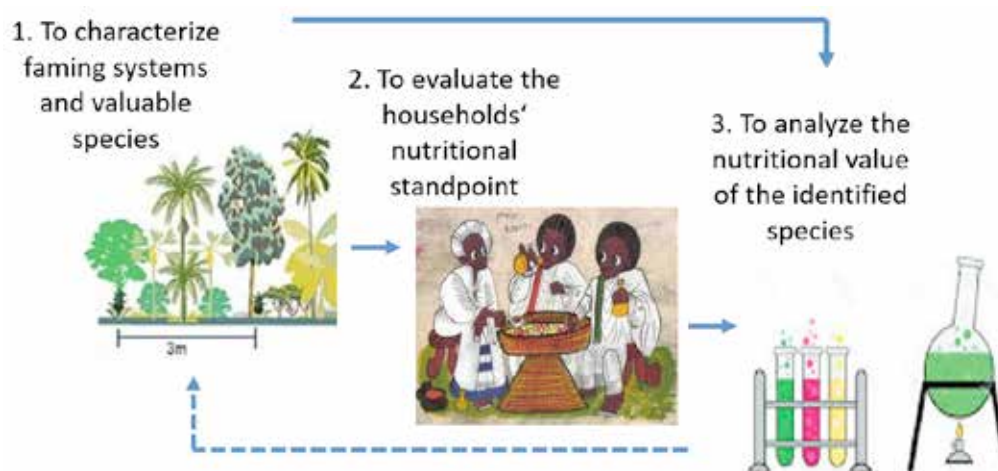 1. To characterize
faming systems
and valuable
species
2. To evaluate the
households‘
nutritional
standpoint
3. To analyze the
nutritional value
of the identified
species
3m